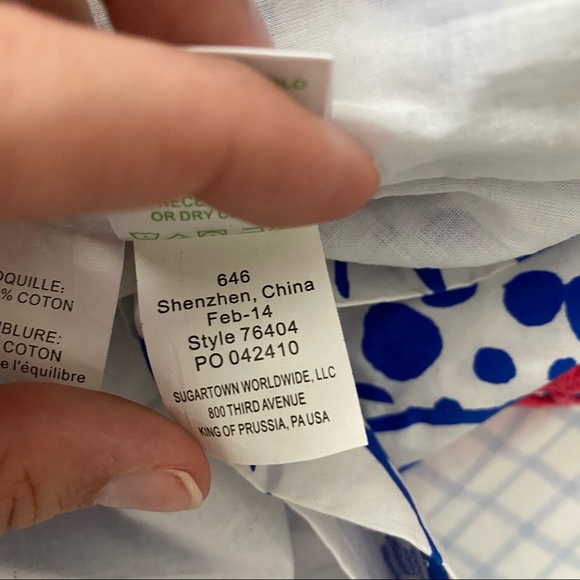 OR DRY
646
Shenzhen, China
Feb-14
Style 76404
PO 042410
SUGARTOWN WORLDWIDE, LLC
800 THIRD AVENUE
KING OF PRUSSIA, PA USA
OQUILLE:
% COTON
BLURE:
COTON
e l'équilibre